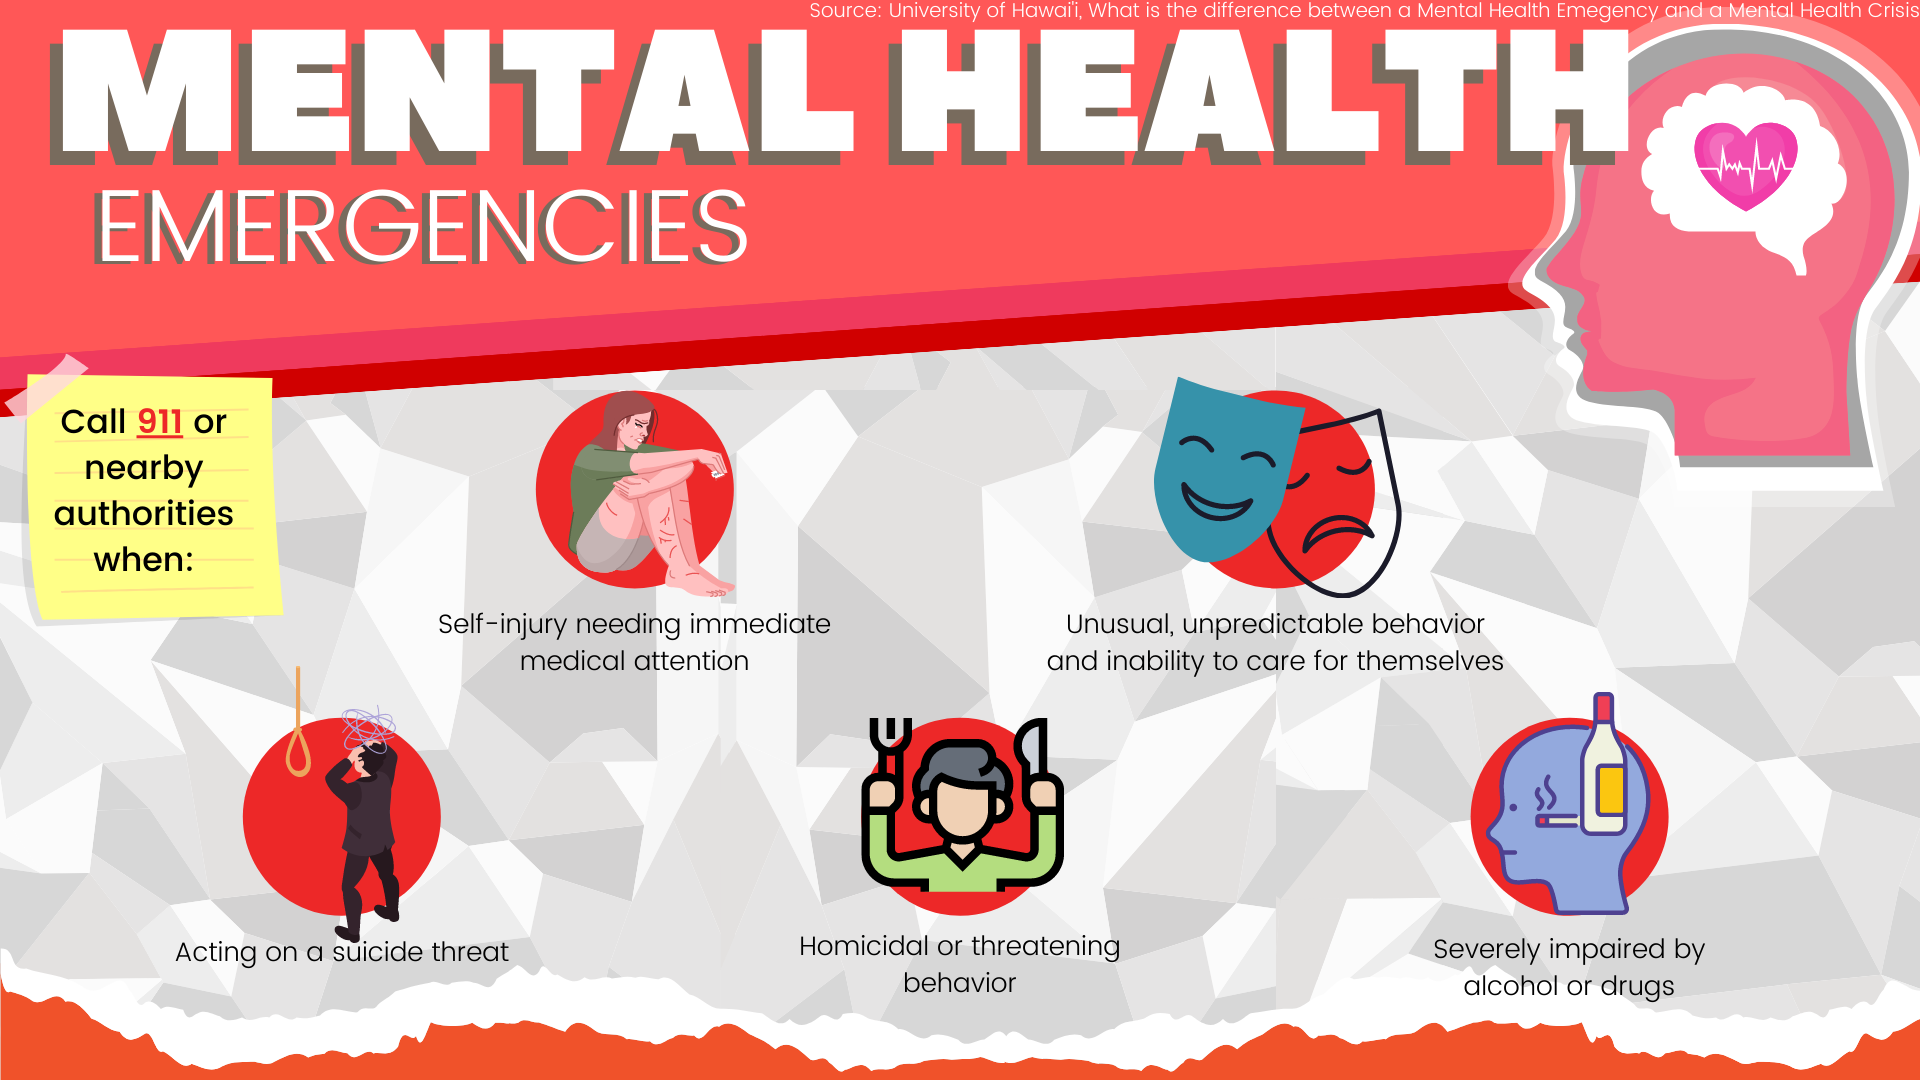 Source: University of Hawai'i, What is the difference between a Mental Health Emegency and a Mental Health Crisis
MENTAL HEALTH
EMERGENCIES
Call 911 or
nearby
authorities
when:
Self-injury needing immediate
medical attention
Unusual, unpredictable behavior
and inability to care for themselves
Acting on a suicide threat
Homicidal or threatening
behavior
Severely impaired by
alcohol or drugs